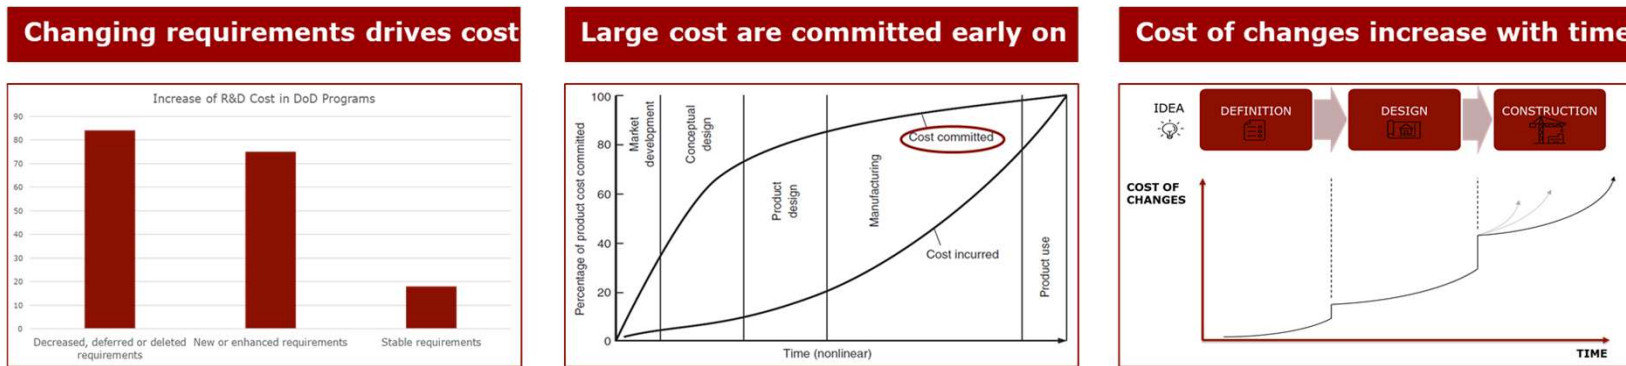 Changing requirements drives cost
Increase of R&D Cost in DoD Programs
90
80
70
60
50
40
30
20
10
0
Decreased, deferred or deleted
requirements
New or enhanced requirements
Stable requirements
Large cost are committed early on
Percentage of product cost committed
100
80
60
40
20
0
Market
development
Conceptual
design
Product
design
Manufacturing
Product use
Cost committed
Cost incurred
Time (nonlinear)
Cost of changes increase with time
IDEA
DEFINITION
DESIGN
CONSTRUCTION
COST OF
CHANGES
TIME